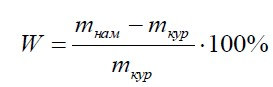 W = (m_нам − m_кур) / m_кур · 100%